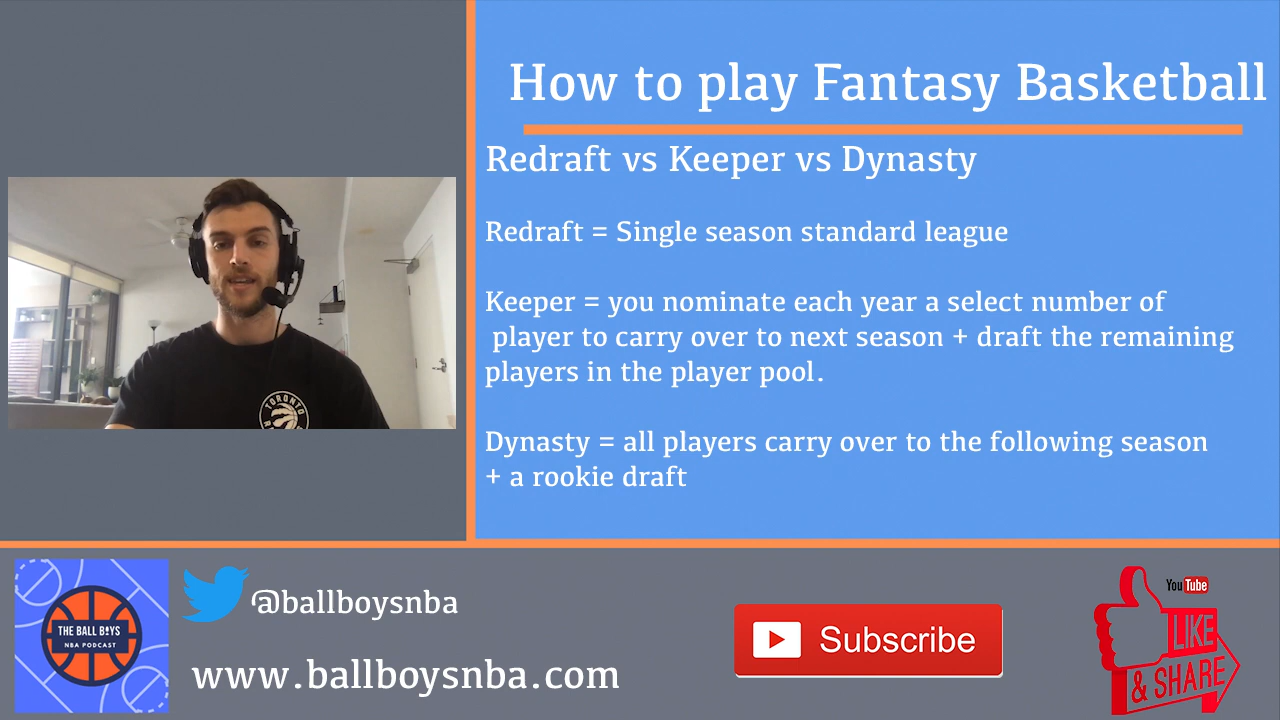 How to play Fantasy Basketball
Redraft vs Keeper vs Dynasty
Redraft = Single season standard league
Keeper = you nominate each year a select number of
player to carry over to next season + draft the remaining
players in the player pool.
Dynasty = all players carry over to the following season
+ a rookie draft
TORONTO
THE BALL BOYS
NBA PODCAST
@ballboysnba
www.ballboysnba.com
Subscribe
YouTube
LIKE
& SHARE